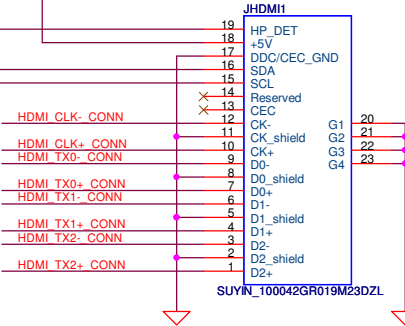 JHDMI1
19 HP_DET
18 +5V
17 DDC/CEC_GND
16 SDA
15 SCL
14 Reserved
13 CEC
HDMI_CLK-_CONN 12 CK-
11 CK_shield
HDMI_CLK+_CONN 10 CK+
HDMI_TX0-_CONN 9 D0-
8 D0_shield
HDMI_TX0+_CONN 7 D0+
HDMI_TX1-_CONN 6 D1-
5 D1_shield
HDMI_TX1+_CONN 4 D1+
HDMI_TX2-_CONN 3 D2-
2 D2_shield
HDMI_TX2+_CONN 1 D2+
G1 20
G2 21
G3 22
G4 23
SUYIN_100042GR019M23DZL